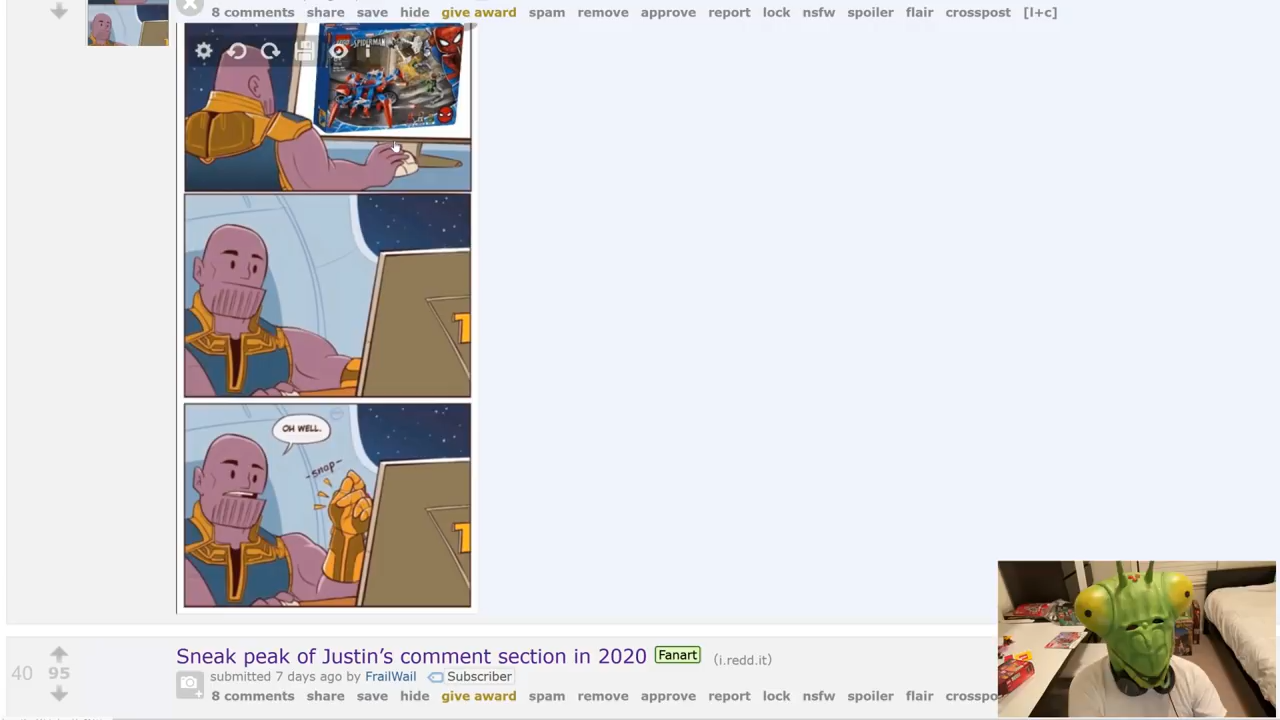 8 comments share save hide give award spam remove approve report lock nsfw spoiler flair crosspost [l+c]
SPIDERMAN
OH WELL.
-snap-
40
95
Sneak peak of Justin's comment section in 2020 Fanart (i.redd.it)
submitted 7 days ago by FrailWail Subscriber
8 comments share save hide give award spam remove approve report lock nsfw spoiler flair crosspo